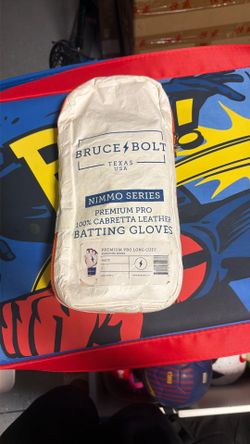 BRUCE BOLT
TEXAS
USA
NIMMO SERIES
PREMIUM PRO
100% CABRETTA LEATHER
BATTING GLOVES
PREMIUM PRO LONG CUFF